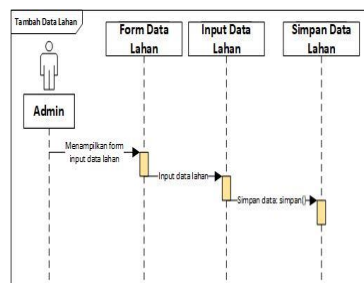 Tambah Data Lahan
Form Data
Lahan
Input Data
Lahan
Simpan Data
Lahan
Admin
Menampilkan form
input data lahan
Input data lahan
Simpan data: simpan()